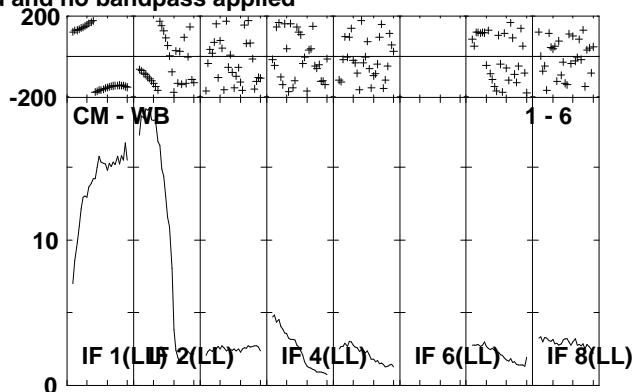 and no bandpass applied
200
-200
CM - WB 1 - 6
10
IF 1(LL) IF 2(LL) IF 4(LL) IF 6(LL) IF 8(LL)
0